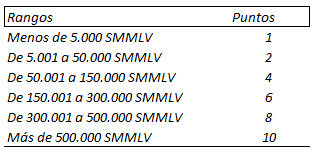 Rangos Puntos
Menos de 5.000 SMMLV 1
De 5.001 a 50.000 SMMLV 2
De 50.001 a 150.000 SMMLV 4
De 150.001 a 300.000 SMMLV 6
De 300.001 a 500.000 SMMLV 8
Más de 500.000 SMMLV 10